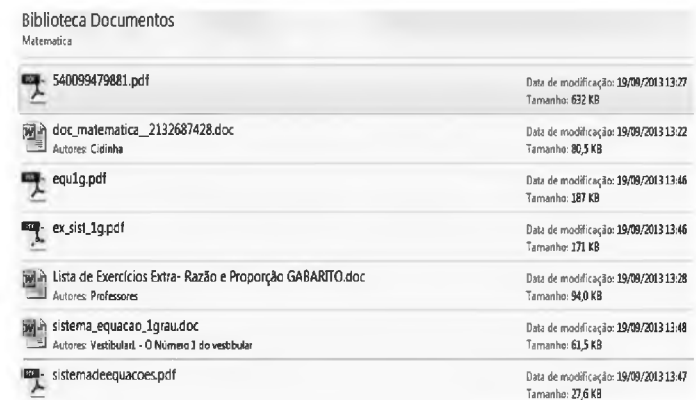 Biblioteca Documentos
Matematica
540099479881.pdf
Data de modificação: 19/09/2013 13:27
Tamanho: 632 KB
doc_matematica__2132687428.doc
Autores: Cidinha
Data de modificação: 19/09/2013 13:22
Tamanho: 80,5 KB
equ1g.pdf
Data de modificação: 19/09/2013 13:46
Tamanho: 187 KB
ex_sist_1g.pdf
Data de modificação: 19/09/2013 13:46
Tamanho: 171 KB
Lista de Exercícios Extra- Razão e Proporção GABARITO.doc
Autores: Professores
Data de modificação: 19/09/2013 13:28
Tamanho: 94,0 KB
sistema_equacao_1grau.doc
Autores: Vestibular1 - O Número 1 do vestibular
Data de modificação: 19/09/2013 13:48
Tamanho: 61,5 KB
sistemadeequacoes.pdf
Data de modificação: 19/09/2013 13:47
Tamanho: 27,6 KB